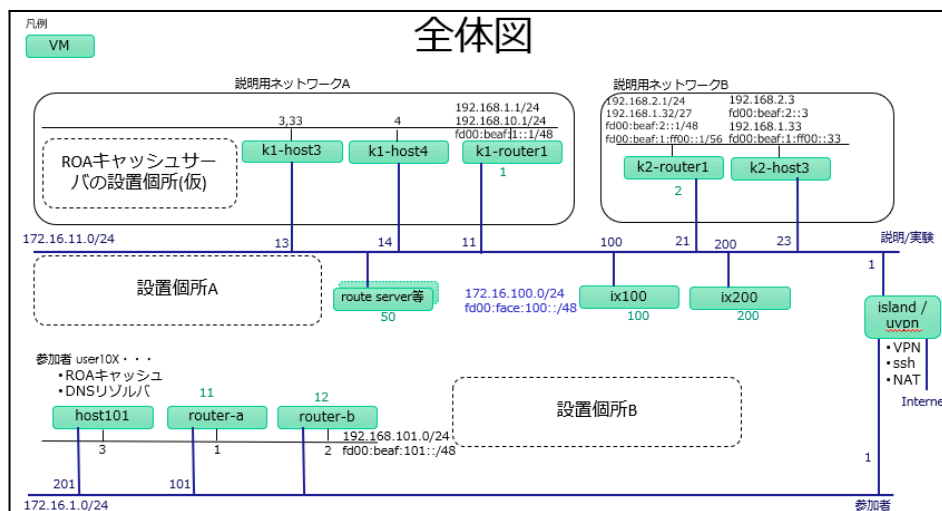 凡例
VM
全体図
説明用ネットワークA
192.168.1.1/24
192.168.10.1/24
fd00:beaf:1::1/48
3,33
4
ROAキャッシュサー
バの設置個所(仮)
k1-host3
k1-host4
k1-router1
1
説明用ネットワークB
192.168.2.1/24
192.168.1.32/27
fd00:beaf:2::1/48
fd00:beaf:1:ff00::1/56
192.168.2.3
fd00:beaf:2::3
192.168.1.33
fd00:beaf:1:ff00::33
k2-router1
k2-host3
2
172.16.11.0/24
13
14
11
100
21
200
23
説明/実験
設置個所A
route server等
50
172.16.100.0/24
fd00:face:100::/48
ix100
100
ix200
200
1
island /
uvpn
•VPN
•ssh
•NAT
Interne
参加者 user10X・・・
•ROAキャッシュ
•DNSリゾルバ
11
12
host101
router-a
router-b
3
1
2
192.168.101.0/24
fd00:beaf:101::/48
設置個所B
201
101
1
172.16.1.0/24
参加者